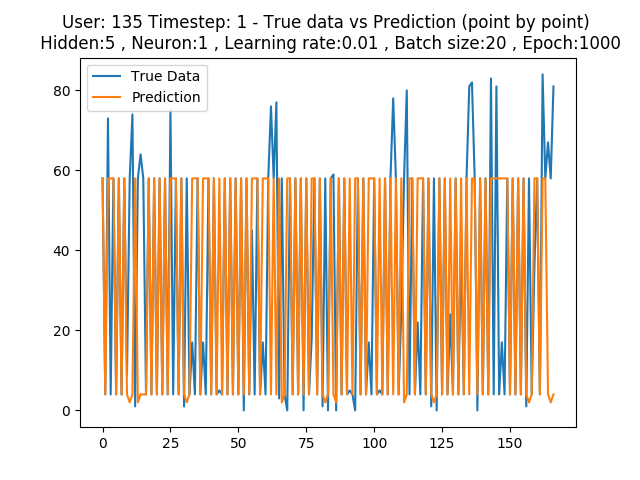 User: 135 Timestep: 1 - True data vs Prediction (point by point)
Hidden:5 , Neuron:1 , Learning rate:0.01 , Batch size:20 , Epoch:1000
True Data
Prediction
80
60
40
20
0
0 25 50 75 100 125 150